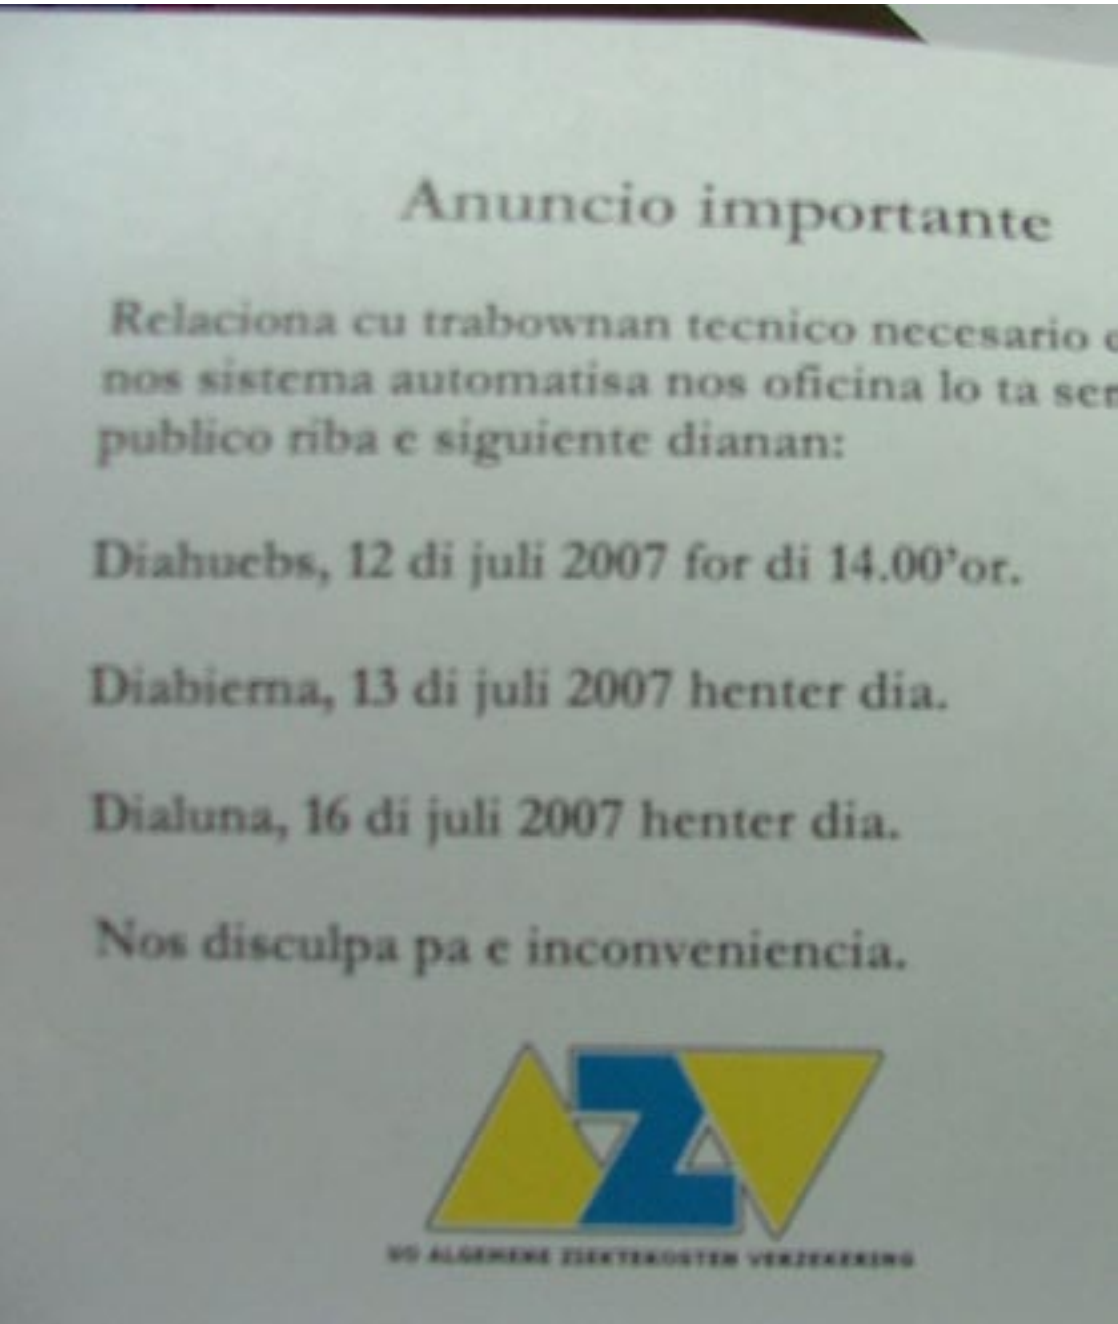 Anuncio importante
Relaciona cu trabownan tecnico necesario
nos sistema automatisa nos oficina lo ta
publico riba e siguiente dianan:
Diahuebs, 12 di juli 2007 for di 14.00'or.
Diabierna, 13 di juli 2007 henter dia.
Dialuna, 16 di juli 2007 henter dia.
Nos disculpa pa e inconveniencia.
AZV
UO ALGEMENE ZIEKTEKOSTEN VERZEKERING